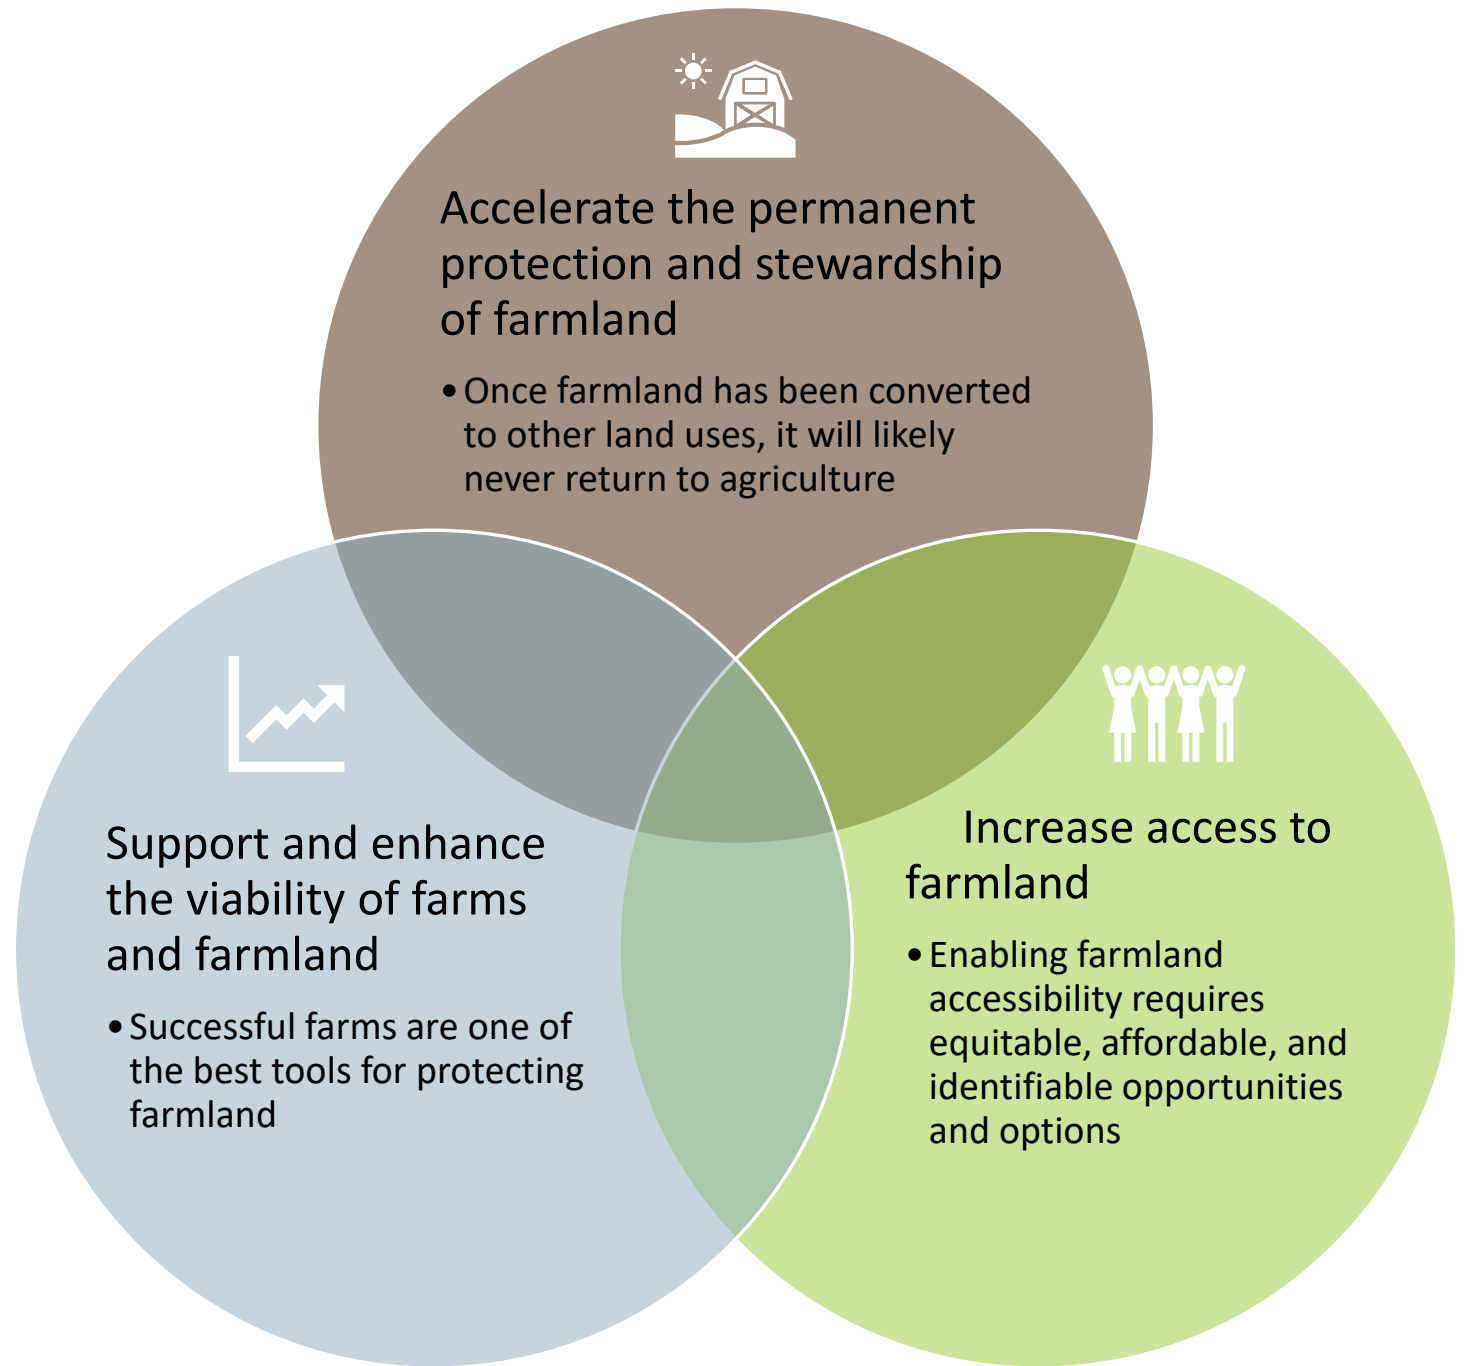 Accelerate the permanent
protection and stewardship
of farmland
•Once farmland has been converted
to other land uses, it will likely
never return to agriculture
Support and enhance
the viability of farms
and farmland
•Successful farms are one of
the best tools for protecting
farmland
Increase access to
farmland
•Enabling farmland
accessibility requires
equitable, affordable, and
identifiable opportunities
and options